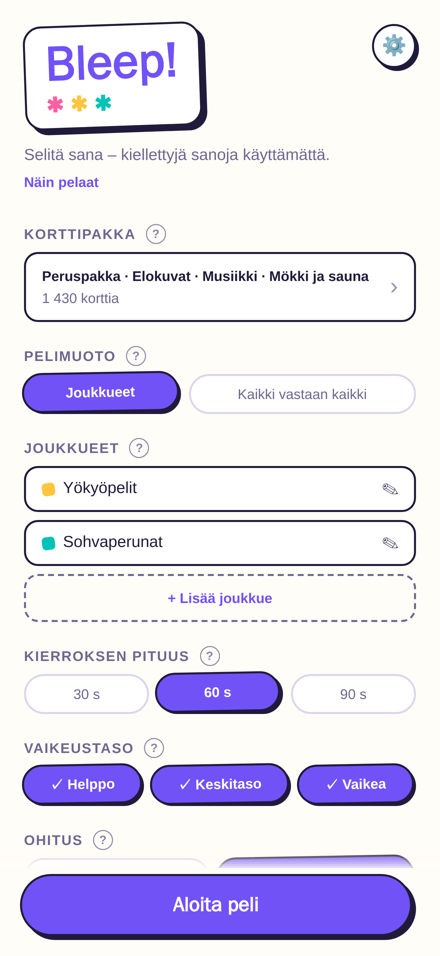 Bleep!
***
Selitä sana – kiellettyjä sanoja käyttämättä.
Näin pelaat
KORTTIPAKKA ?
Peruspakka · Elokuvat · Musiikki · Mökki ja sauna
1 430 korttia
PELIMUOTO ?
Joukkueet
Kaikki vastaan kaikki
JOUKKUEET ?
Yökyöpelit
Sohvaperunat
+ Lisää joukkue
KIERROKSEN PITUUS ?
30 s
60 s
90 s
VAIKEUSTASO ?
✓ Helppo
✓ Keskitaso
✓ Vaikea
OHITUS ?
Aloita peli